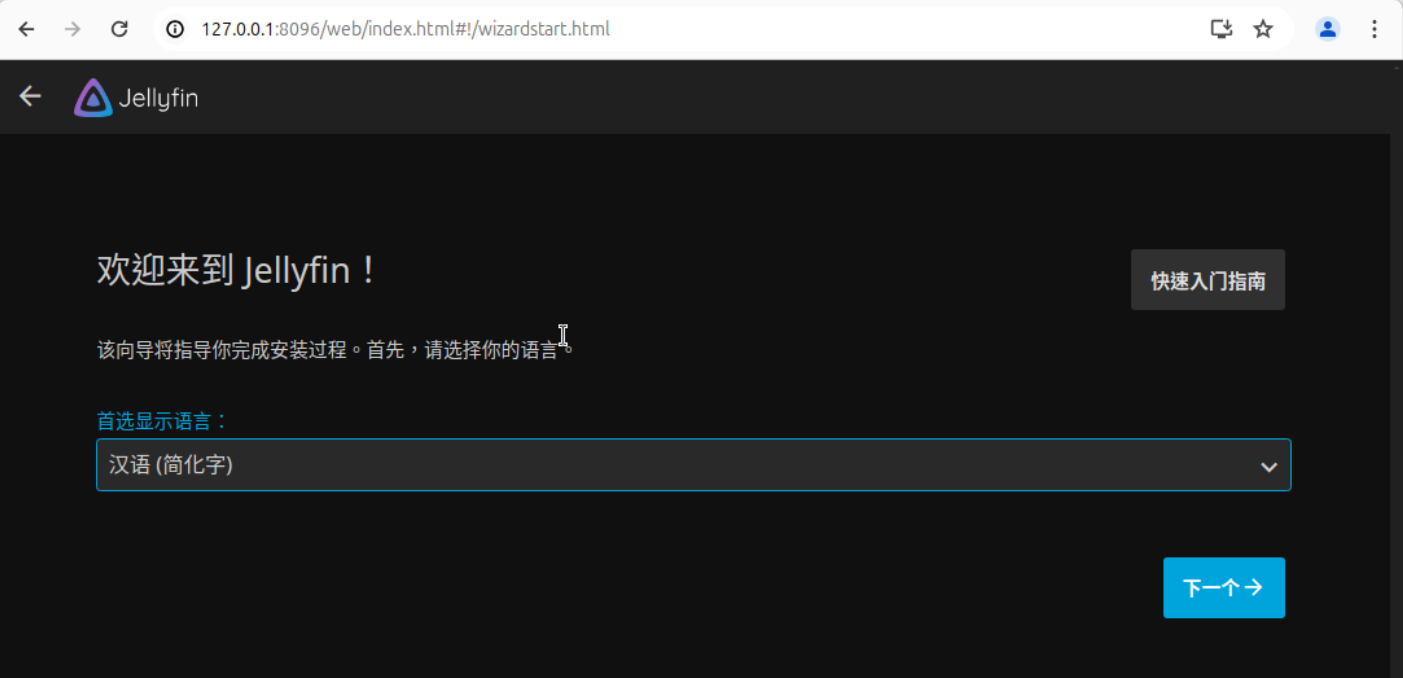 127.0.0.1:8096/web/index.html#!/wizardstart.html
Jellyfin
欢迎来到 Jellyfin！
快速入门指南
该向导将指导你完成安装过程。首先，请选择你的语言。
首选显示语言：
汉语 (简化字)
下一个